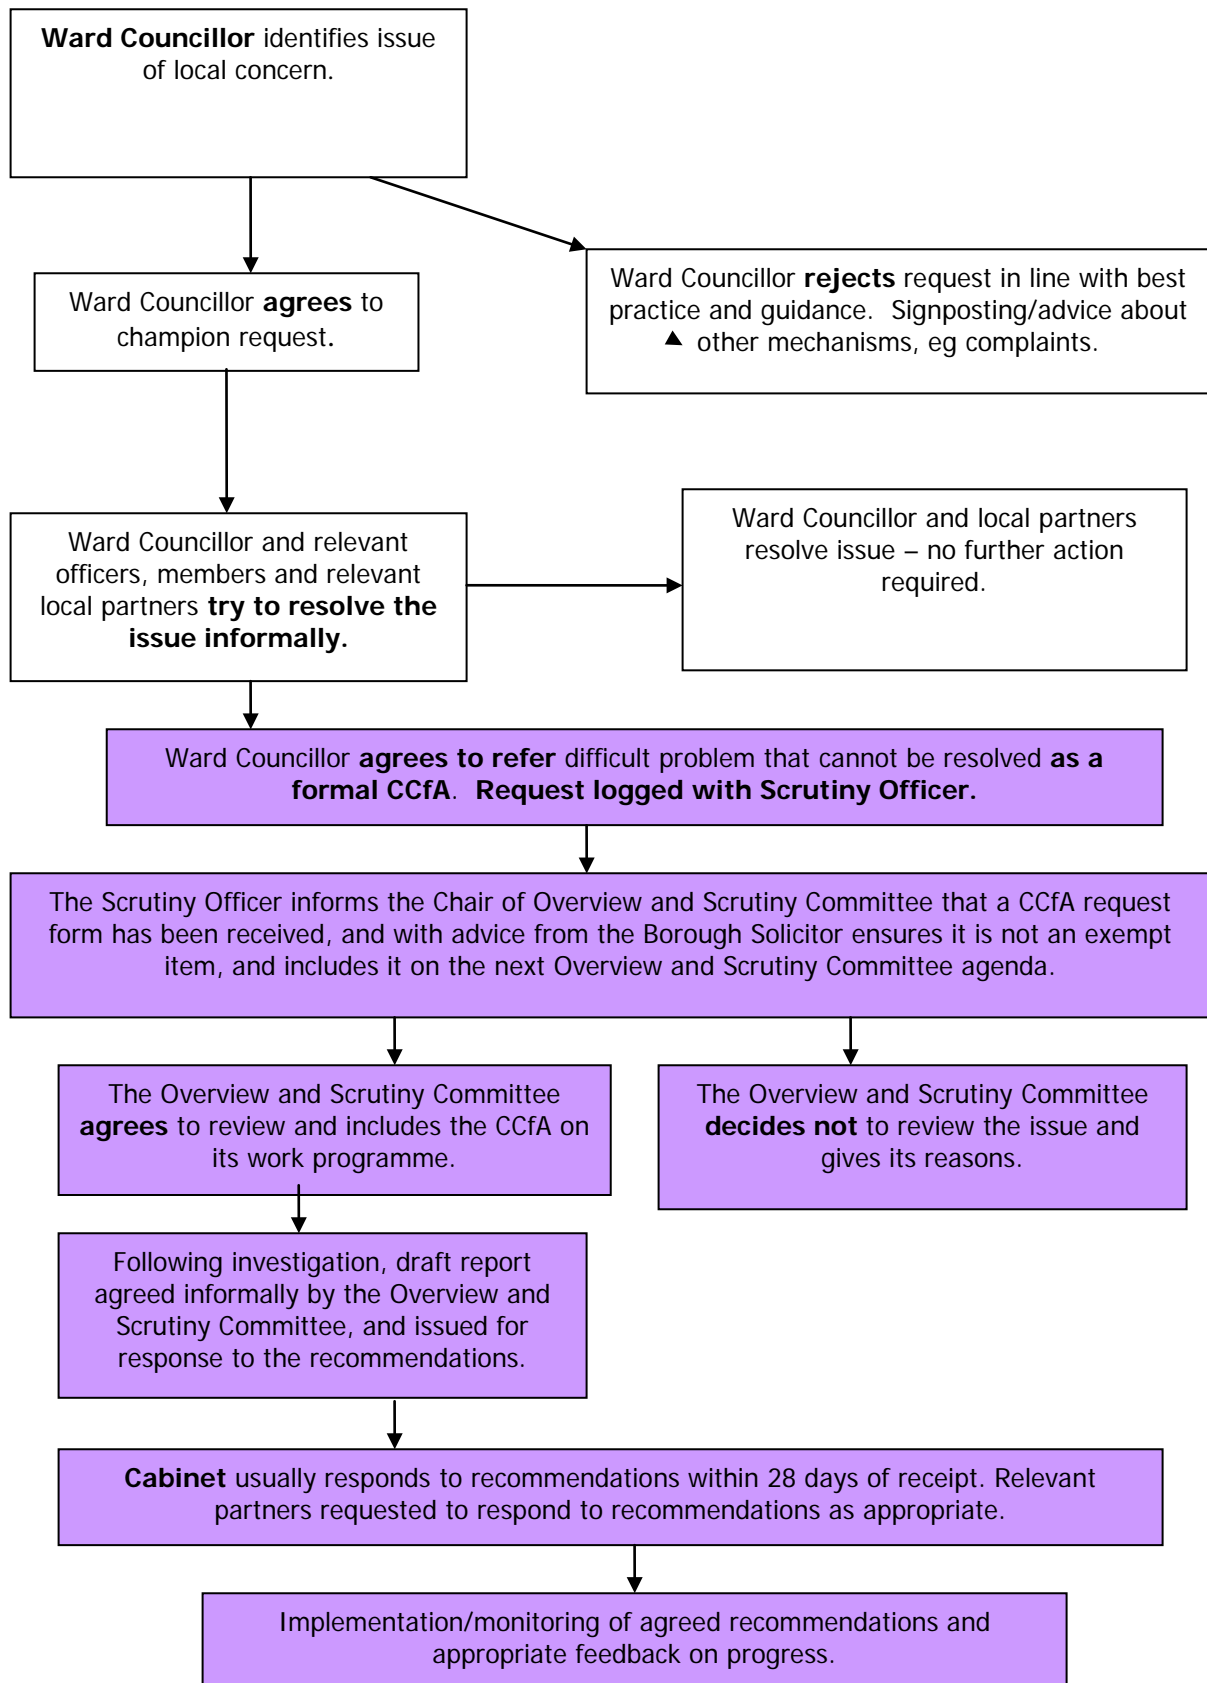 Ward Councillor identifies issue
of local concern.
Ward Councillor agrees to
champion request.
Ward Councillor rejects request in line with best
practice and guidance.  Signposting/advice about
other mechanisms, eg complaints.
Ward Councillor and relevant
officers, members and relevant
local partners try to resolve the
issue informally.
Ward Councillor and local partners
resolve issue – no further action
required.
Ward Councillor agrees to refer difficult problem that cannot be resolved as a
formal CCfA.  Request logged with Scrutiny Officer.
The Scrutiny Officer informs the Chair of Overview and Scrutiny Committee that a CCfA request
form has been received, and with advice from the Borough Solicitor ensures it is not an exempt
item, and includes it on the next Overview and Scrutiny Committee agenda.
The Overview and Scrutiny Committee
agrees to review and includes the CCfA on
its work programme.
The Overview and Scrutiny Committee
decides not to review the issue and
gives its reasons.
Following investigation, draft report
agreed informally by the Overview and
Scrutiny Committee, and issued for
response to the recommendations.
Cabinet usually responds to recommendations within 28 days of receipt. Relevant
partners requested to respond to recommendations as appropriate.
Implementation/monitoring of agreed recommendations and
appropriate feedback on progress.